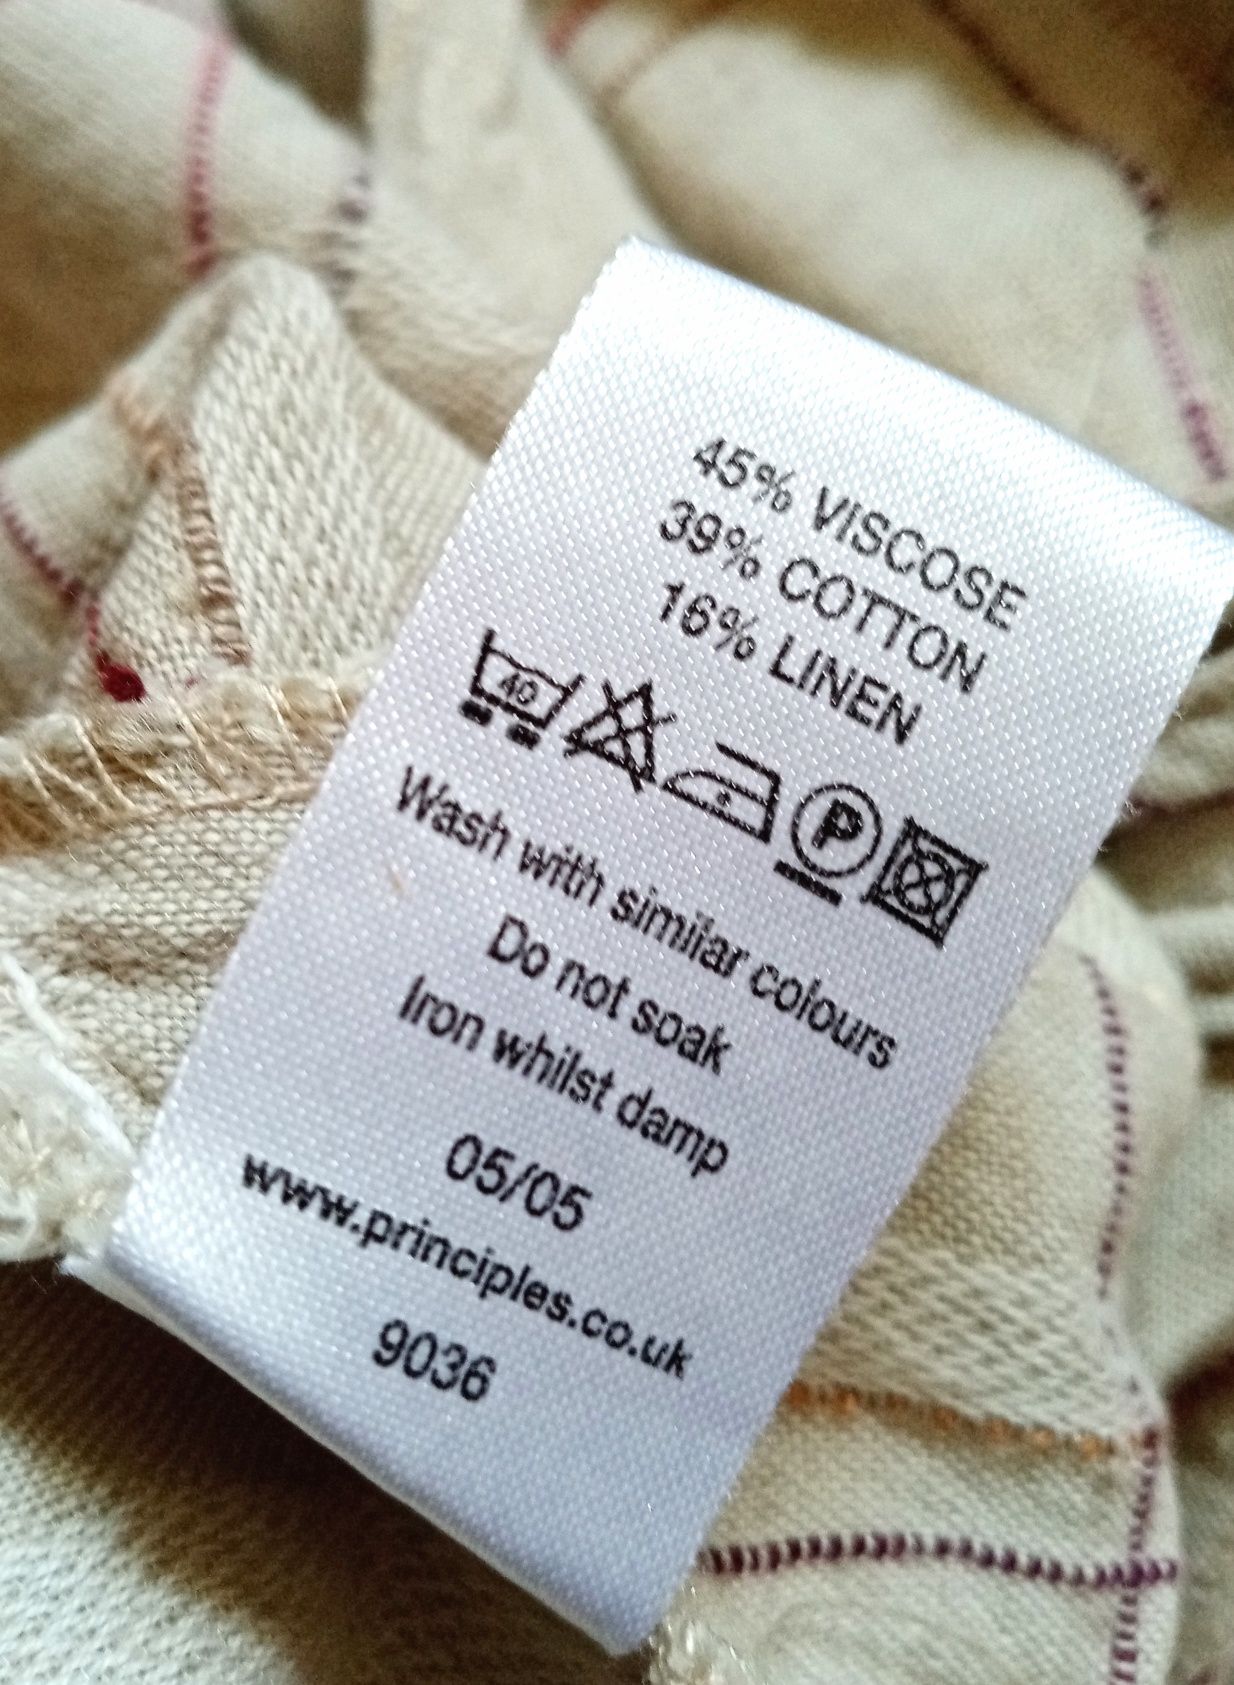 45% VISCOSE
39% COTTON
16% LINEN
40
P
Wash with similar colours
Do not soak
Iron whilst damp
05/05
www.principles.co.uk
9036